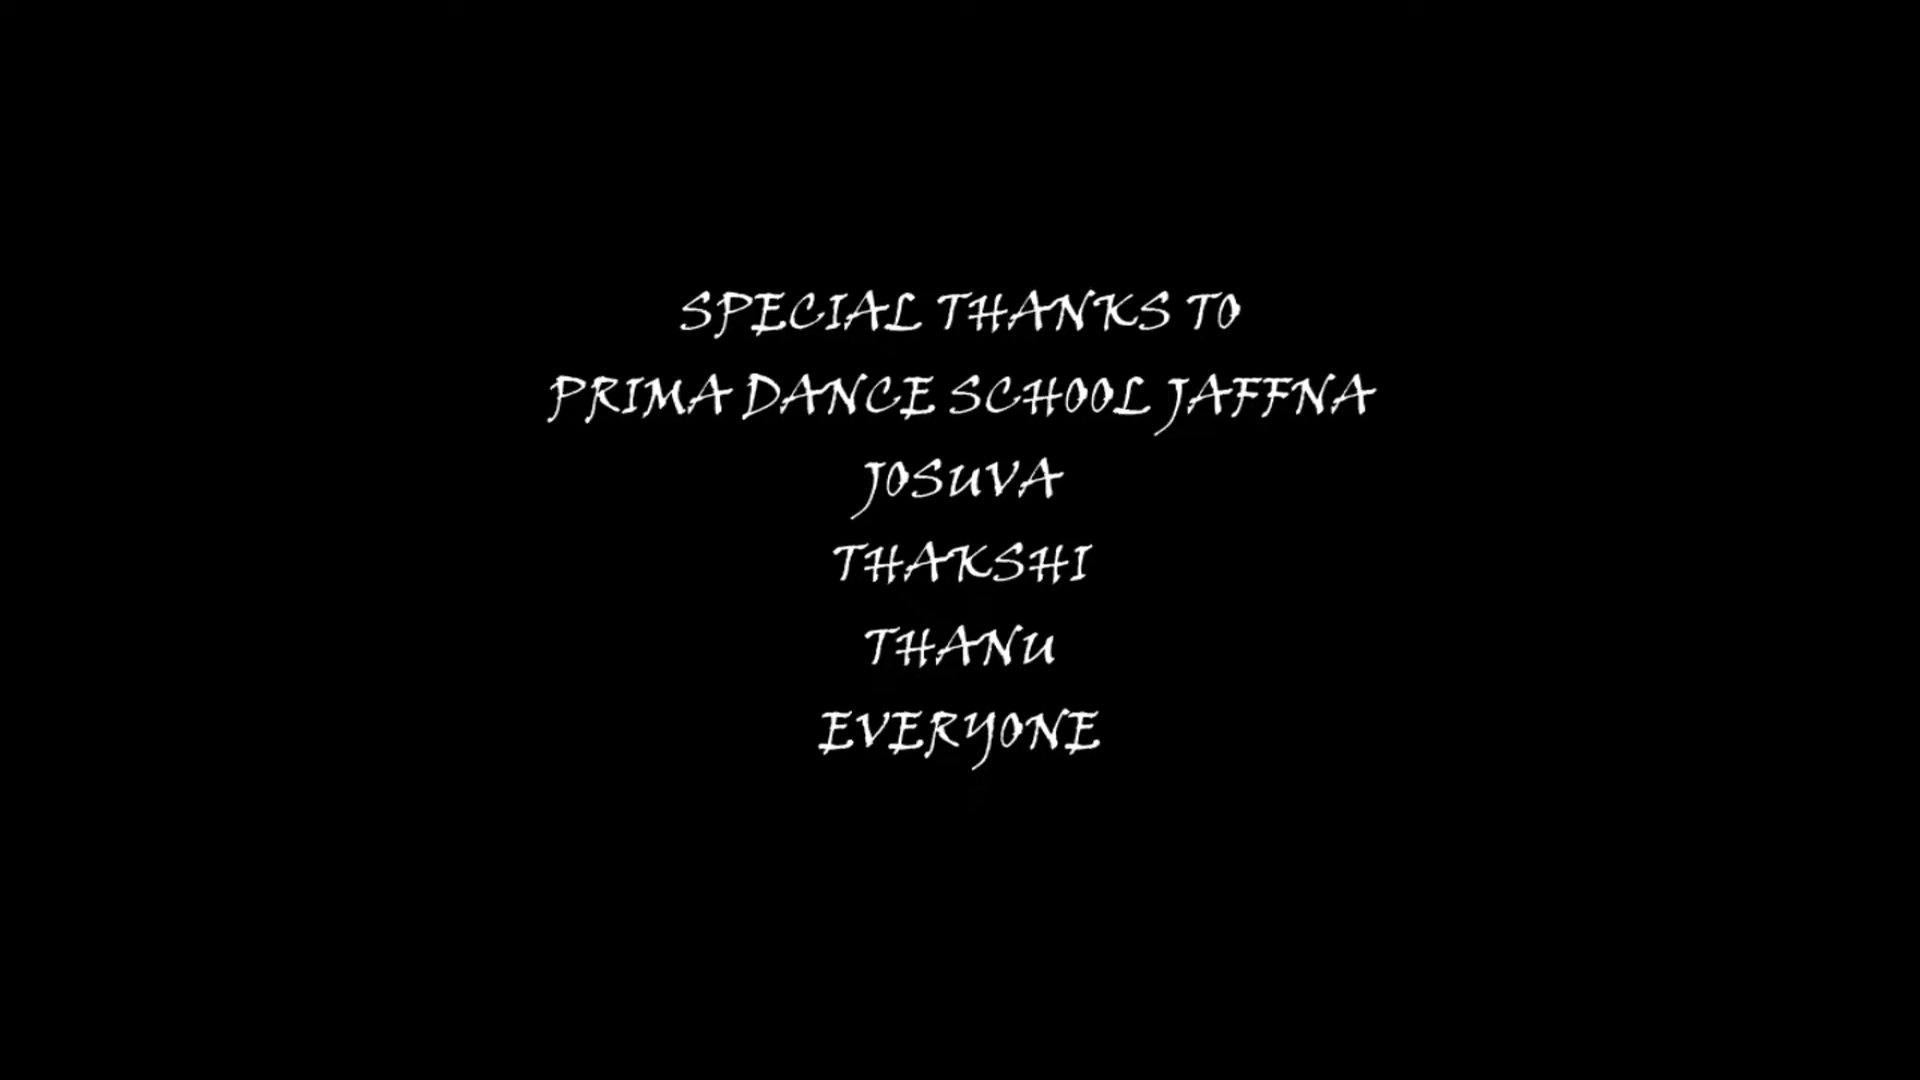 SPECIAL THANKS TO
PRIMA DANCE SCHOOL JAFFNA
JOSUVA
THAKSHI
THANU
EVERYONE